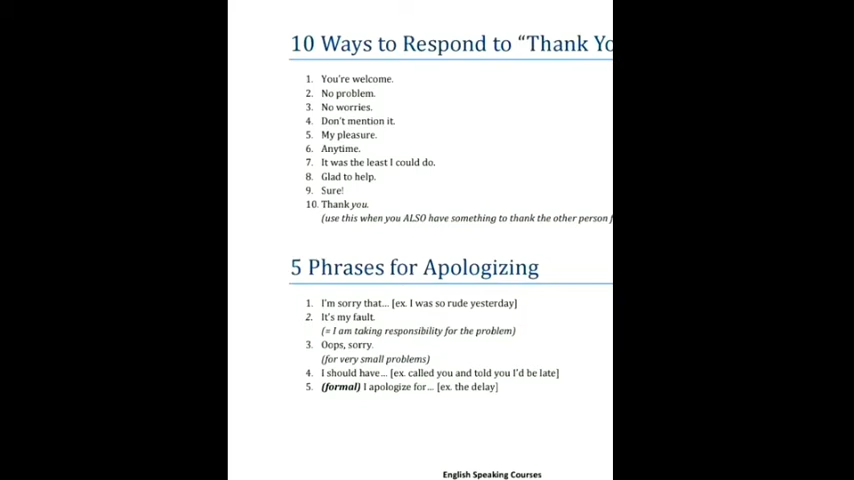 10 Ways to Respond to “Thank Yo
1. You're welcome.
2. No problem.
3. No worries.
4. Don't mention it.
5. My pleasure.
6. Anytime.
7. It was the least I could do.
8. Glad to help.
9. Sure!
10. Thank you.
(use this when you ALSO have something to thank the other person f
5 Phrases for Apologizing
1. I'm sorry that... [ex. I was so rude yesterday]
2. It's my fault.
(= I am taking responsibility for the problem)
3. Oops, sorry.
(for very small problems)
4. I should have... [ex. called you and told you I'd be late]
5. (formal) I apologize for... [ex. the delay]
English Speaking Courses